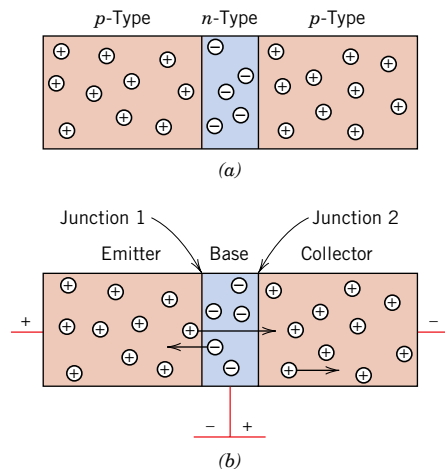 p-Type n-Type p-Type
(a)
Junction 1 Junction 2
Emitter Base Collector
+ −
− +
(b)